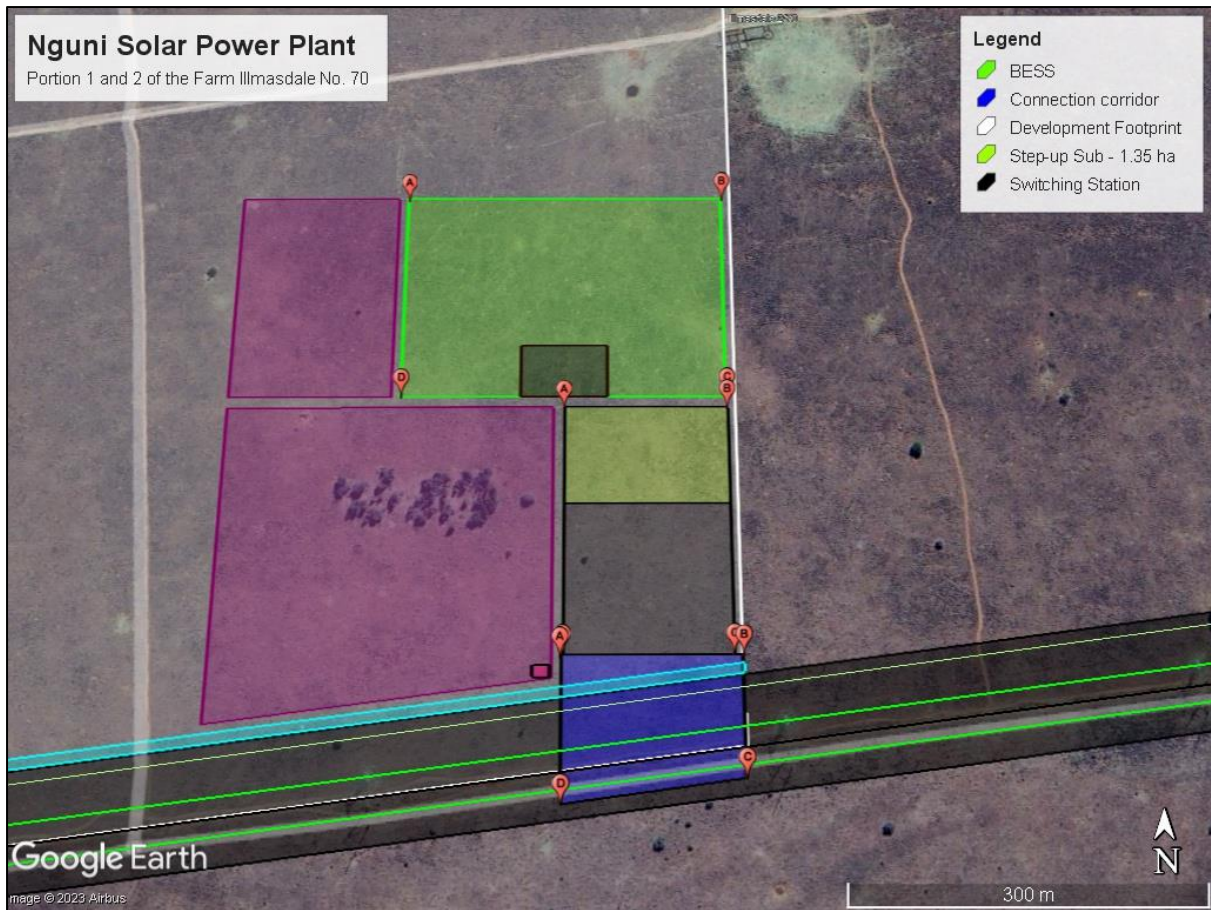 Nguni Solar Power Plant
Portion 1 and 2 of the Farm Illmasdale No. 70
Legend
BESS
Connection corridor
Development Footprint
Step-up Sub - 1.35 ha
Switching Station
A
B
D
C
A
B
A
B
D
C
Google Earth
mage © 2023 Airbus
N
300 m